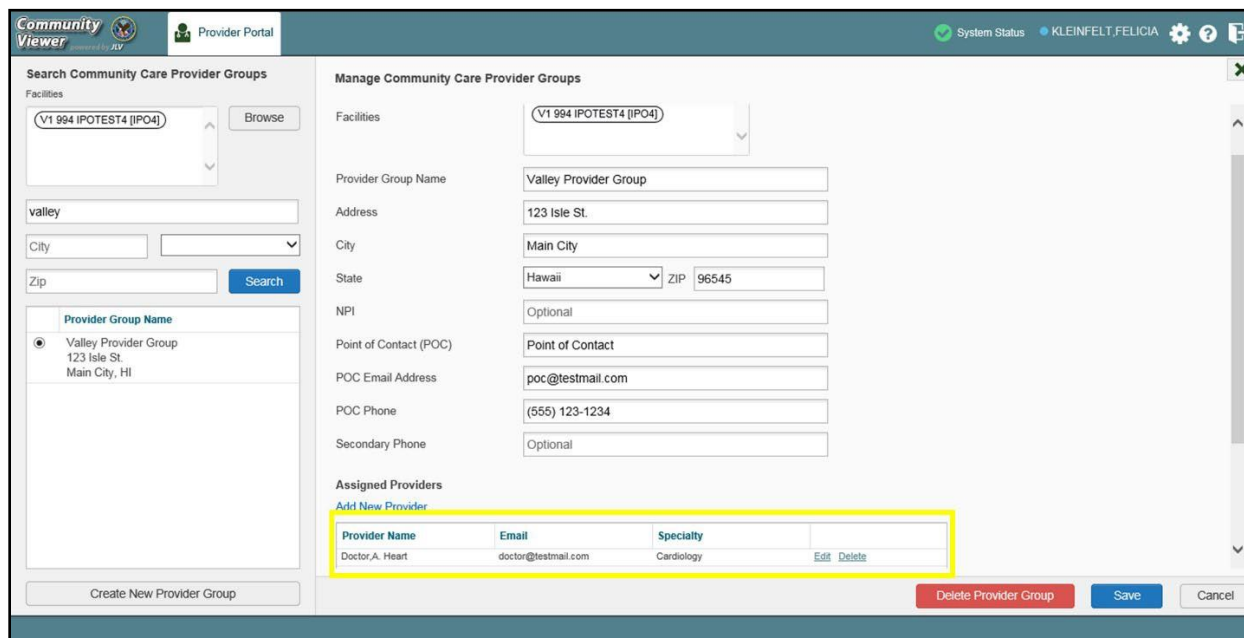 Community Viewer powered by JLV
Provider Portal
System Status
KLEINFELT,FELICIA
Search Community Care Provider Groups
Facilities
V1 994 IPOTEST4 [IPO4]
Browse
valley
City
Zip
Search
Provider Group Name
Valley Provider Group
123 Isle St.
Main City, HI
Create New Provider Group
Manage Community Care Provider Groups
Facilities
V1 994 IPOTEST4 [IPO4]
Provider Group Name Valley Provider Group
Address 123 Isle St.
City Main City
State Hawaii ZIP 96545
NPI Optional
Point of Contact (POC) Point of Contact
POC Email Address poc@testmail.com
POC Phone (555) 123-1234
Secondary Phone Optional
Assigned Providers
Add New Provider
Provider Name Email Specialty
Doctor,A. Heart doctor@testmail.com Cardiology Edit Delete
Delete Provider Group Save Cancel